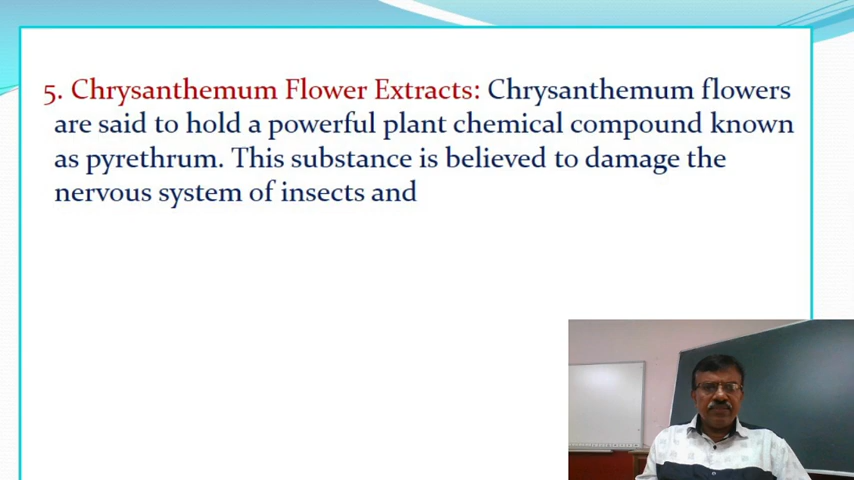 5. Chrysanthemum Flower Extracts: Chrysanthemum flowers
are said to hold a powerful plant chemical compound known
as pyrethrum. This substance is believed to damage the
nervous system of insects and